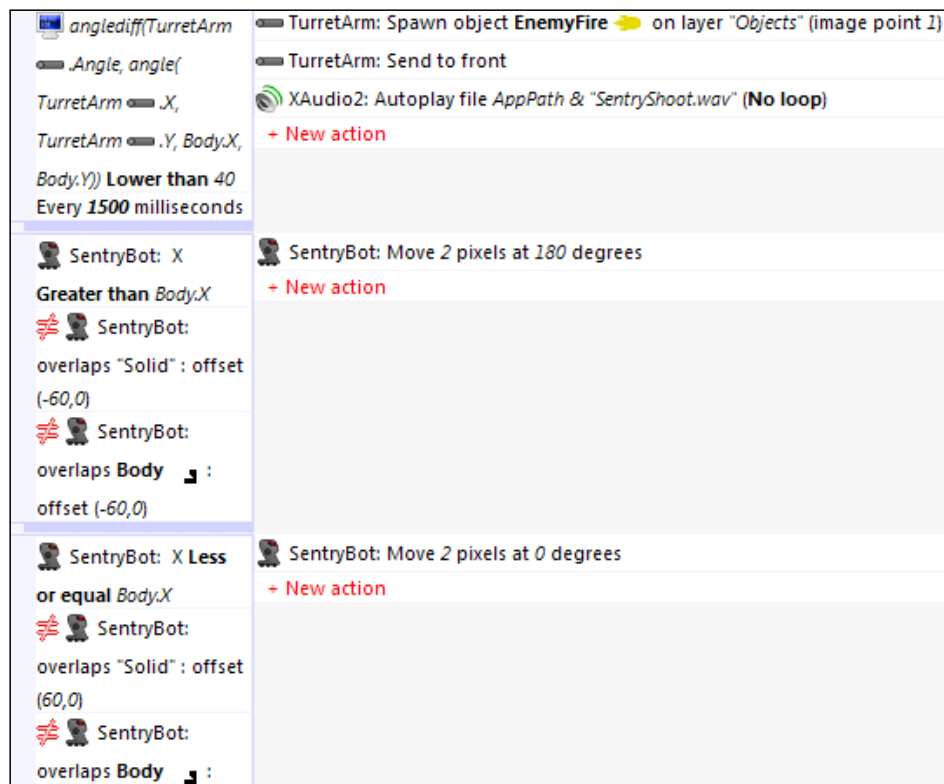 anglediff(TurretArm
.Angle, angle(
TurretArm .X,
TurretArm .Y, Body.X,
Body.Y)) Lower than 40
Every 1500 milliseconds
TurretArm: Spawn object EnemyFire on layer "Objects" (image point 1)
TurretArm: Send to front
XAudio2: Autoplay file AppPath & "SentryShoot.wav" (No loop)
+ New action
SentryBot: X
Greater than Body.X
SentryBot:
overlaps "Solid" : offset
(-60,0)
SentryBot:
overlaps Body :
offset (-60,0)
SentryBot: Move 2 pixels at 180 degrees
+ New action
SentryBot: X Less
or equal Body.X
SentryBot:
overlaps "Solid" : offset
(60,0)
SentryBot:
overlaps Body :
SentryBot: Move 2 pixels at 0 degrees
+ New action